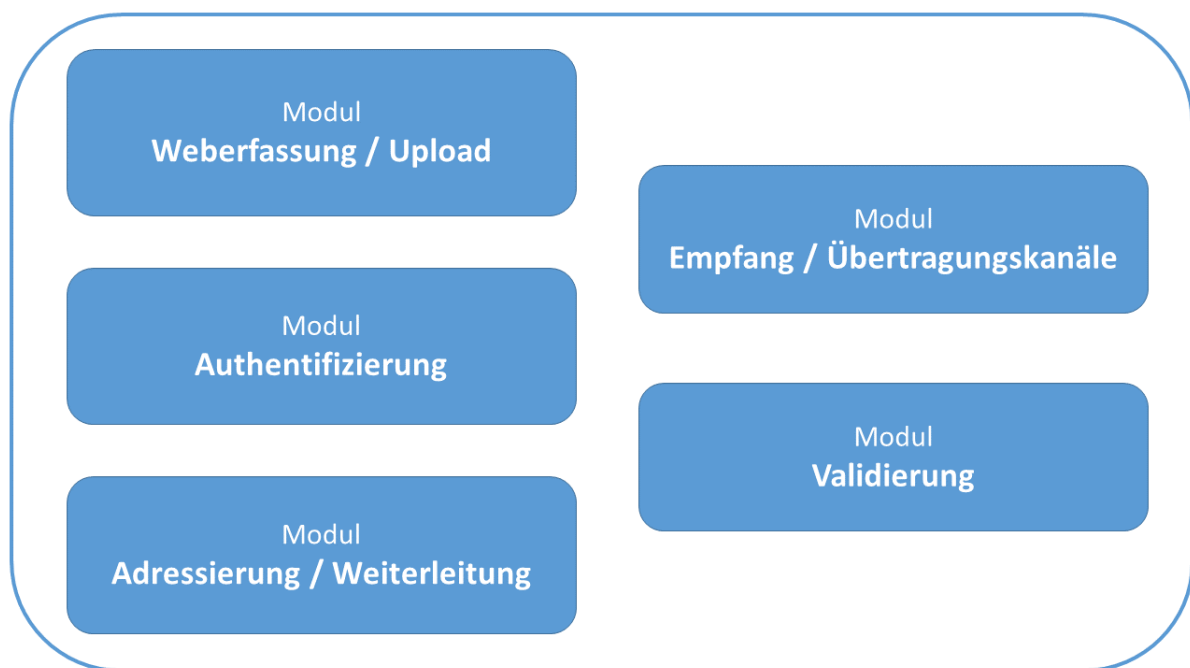 Modul
Weberfassung / Upload
Modul
Authentifizierung
Modul
Adressierung / Weiterleitung
Modul
Empfang / Übertragungskanäle
Modul
Validierung